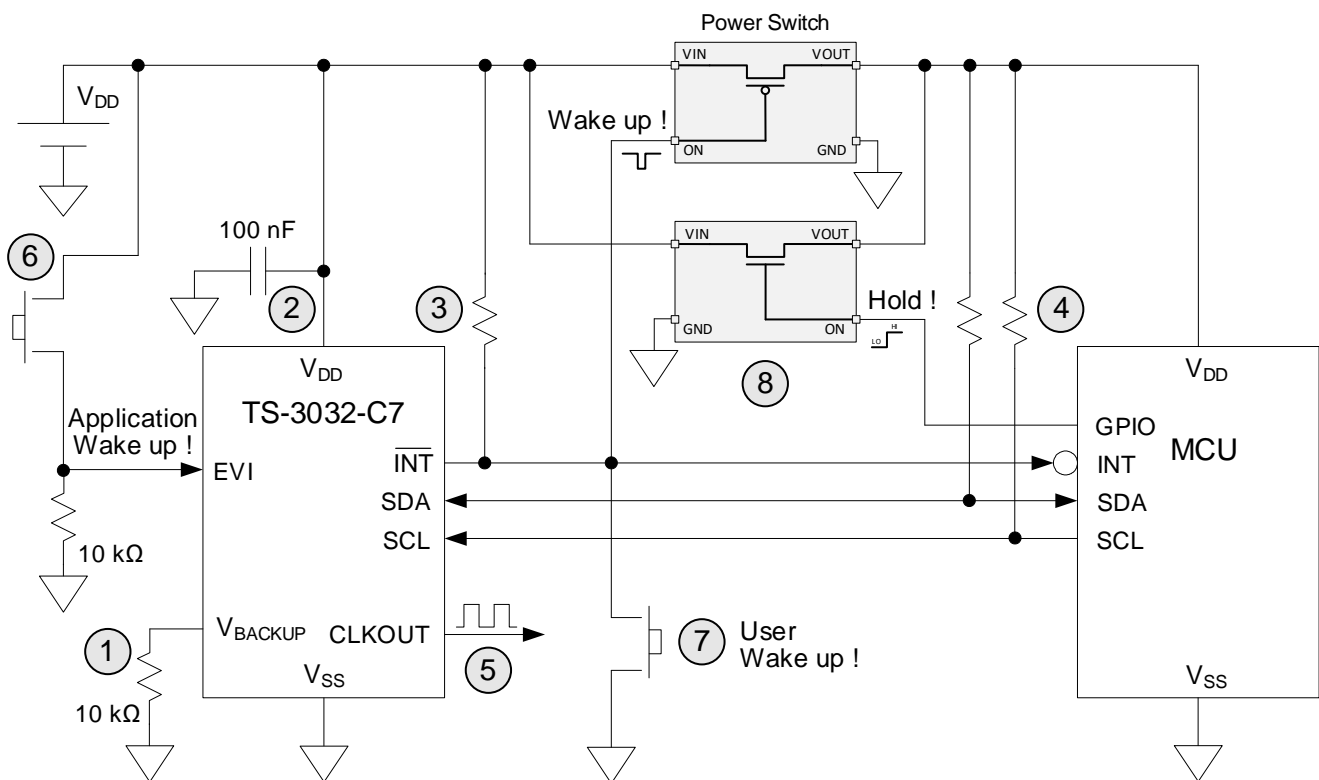 Power Switch
VIN
VOUT
VDD
Wake up !
ON
GND
6
100 nF
2
3
VIN
VOUT
Hold !
4
GND
ON
LO
HI
8
VDD
TS-3032-C7
VDD
MCU
Application
Wake up !
EVI
INT
GPIO
INT
SDA
SDA
SCL
SCL
10 kΩ
1
VBACKUP
CLKOUT
5
7
User
Wake up !
VSS
VSS
10 kΩ